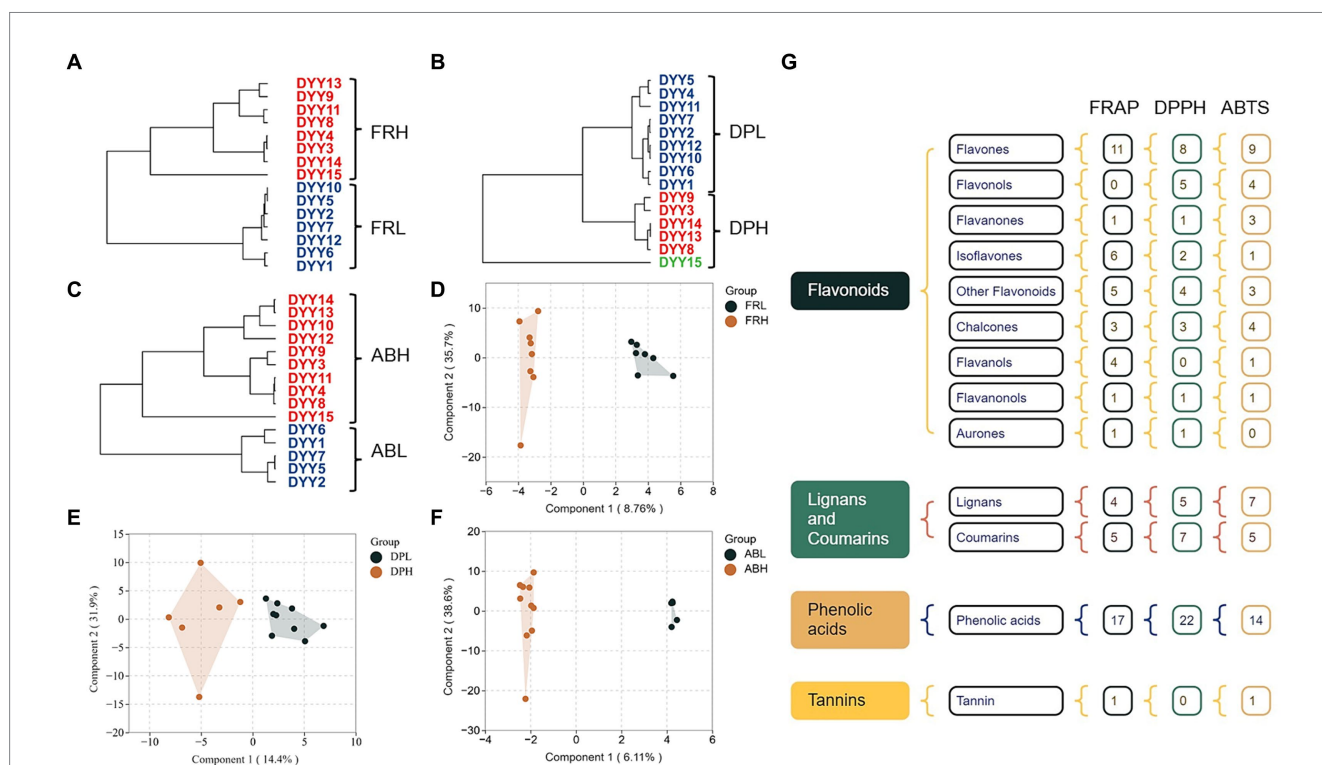 A
DYY13
DYY9
DYY11
DYY8
DYY4
DYY3
DYY14
DYY15
FRH
DYY10
DYY5
DYY2
DYY7
DYY12
DYY6
DYY1
FRL
B
DYY5
DYY4
DYY11
DYY7
DYY2
DYY12
DYY10
DYY6
DYY1
DPL
DYY9
DYY3
DYY14
DYY13
DYY8
DYY15
DPH
C
DYY14
DYY13
DYY10
DYY12
DYY9
DYY3
DYY11
DYY4
DYY8
DYY15
ABH
DYY6
DYY1
DYY7
DYY5
DYY2
ABL
D
Group
FRL
FRH
Component 2 ( 35.7% )
10
0
−10
−20
−6 −4 −2 0 2 4 6 8
Component 1 ( 8.76% )
E
Group
DPL
DPH
Component 2 ( 31.9% )
15
10
5
0
−5
−10
−15
−20
−10 −5 0 5 10
Component 1 ( 14.4% )
F
Group
ABL
ABH
Component 2 ( 38.6% )
20
10
0
−10
−20
−30
−4 −2 0 2 4 6
Component 1 ( 6.11% )
G
FRAP DPPH ABTS
Flavonoids
Flavones 11 8 9
Flavonols 0 5 4
Flavanones 1 1 3
Isoflavones 6 2 1
Other Flavonoids 5 4 3
Chalcones 3 3 4
Flavanols 4 0 1
Flavanonols 1 1 1
Aurones 1 1 0
Lignans
and
Coumarins
Lignans 4 5 7
Coumarins 5 7 5
Phenolic
acids
Phenolic acids 17 22 14
Tannins
Tannin 1 0 1